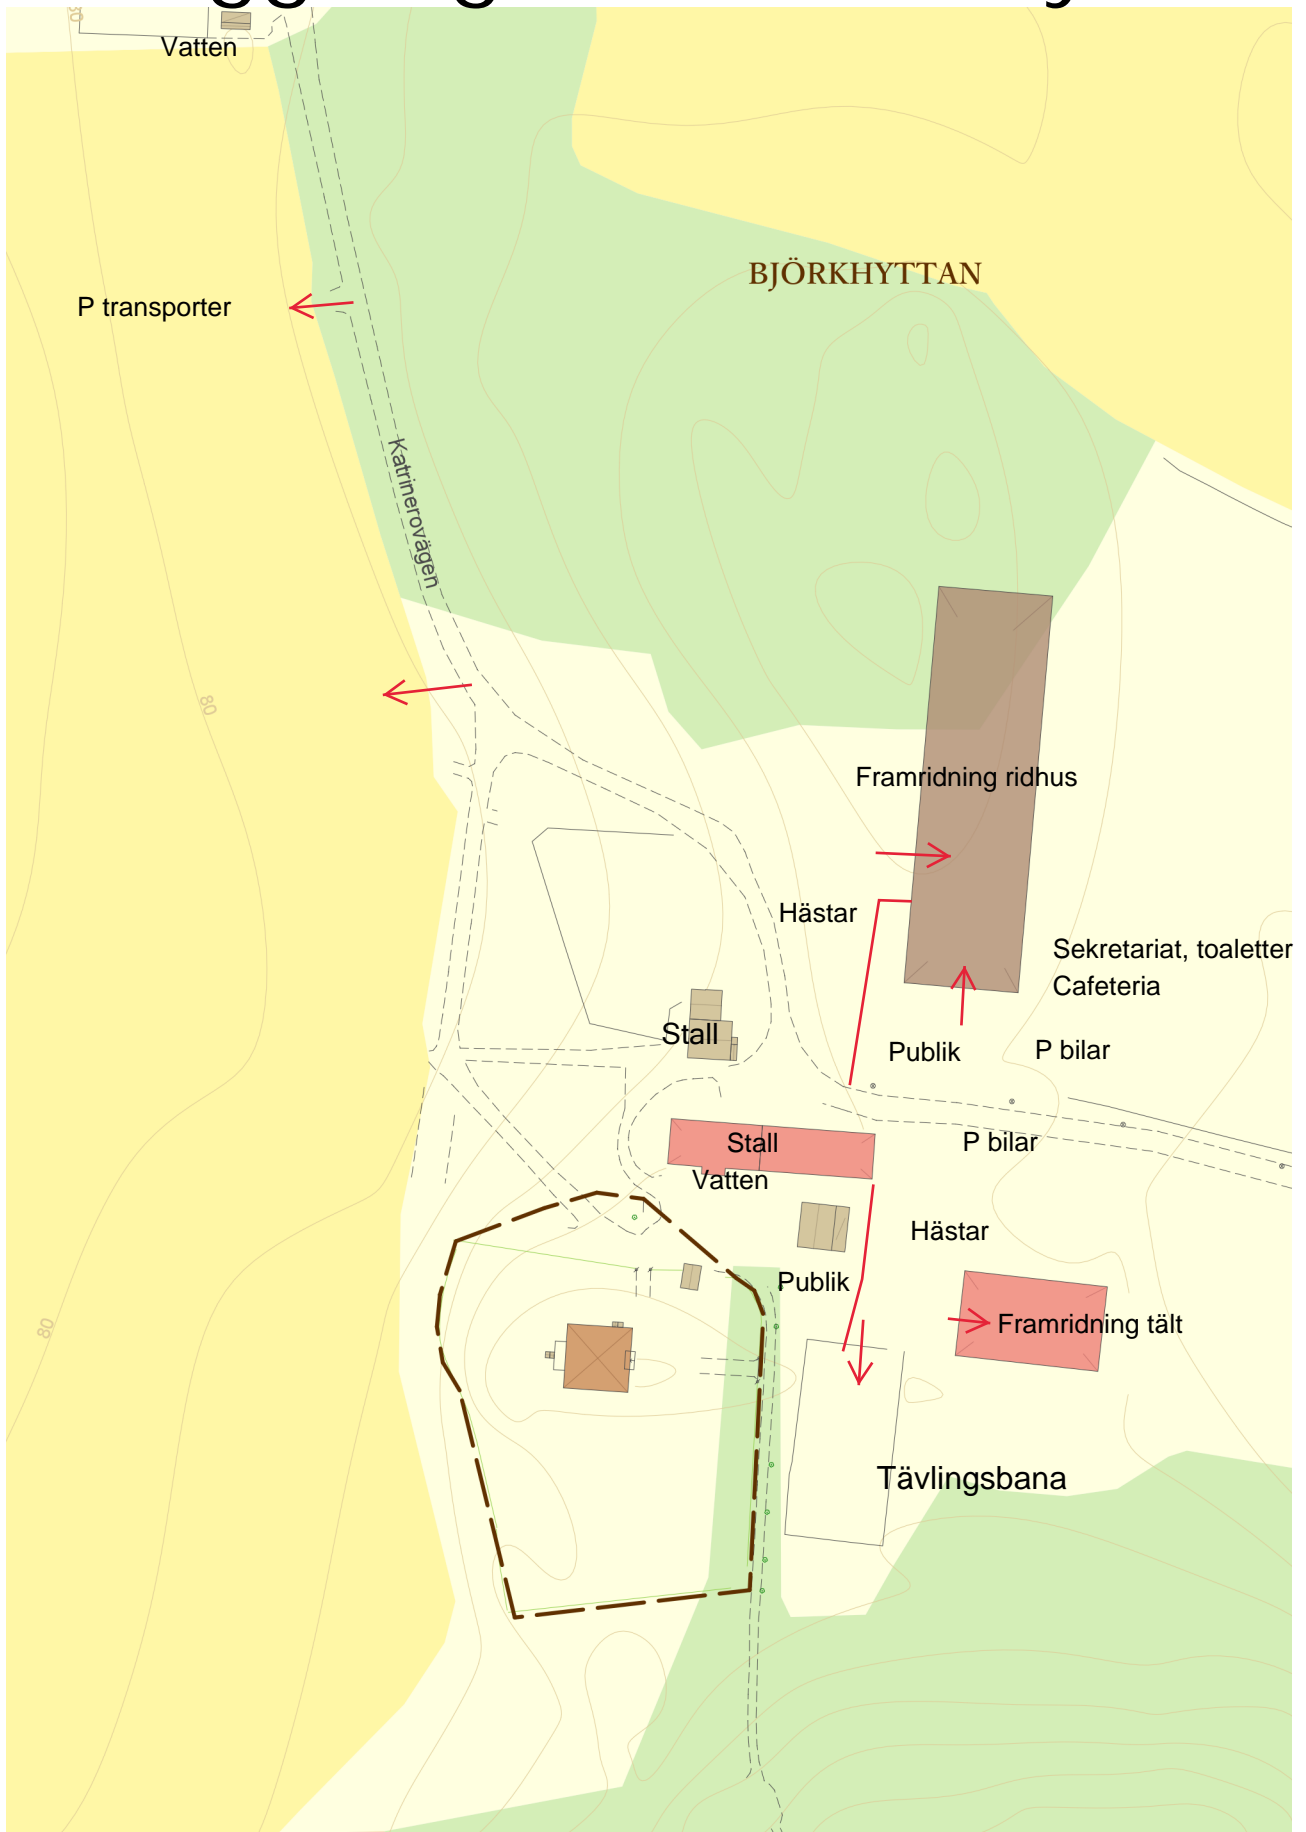 30
Vatten
BJÖRKHYTTAN
P transporter
Katrinerovägen
80
Framridning ridhus
Hästar
Sekretariat, toaletter
Cafeteria
Stall
Publik
P bilar
Stall
P bilar
Vatten
Hästar
Publik
Framridning tält
80
Tävlingsbana